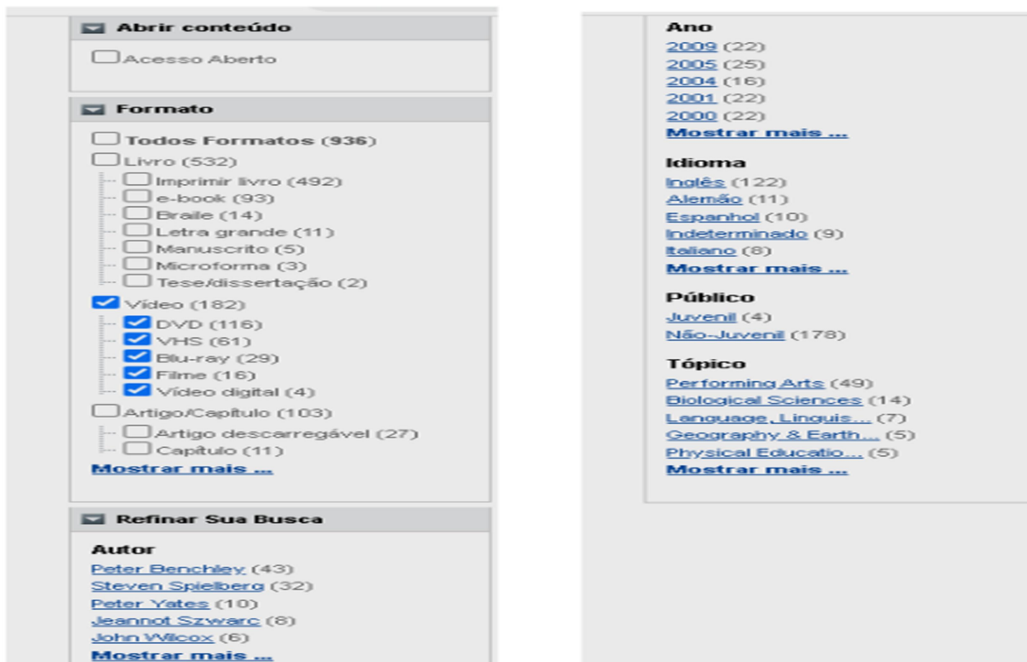 Abrir conteúdo
Acesso Aberto
Formato
Todos Formatos (936)
Livro (532)
Imprimir livro (492)
e-book (93)
Braile (14)
Letra grande (11)
Manuscrito (5)
Microforma (3)
Tese/dissertação (2)
Vídeo (182)
DVD (116)
VHS (61)
Blu-ray (29)
Filme (16)
Vídeo digital (4)
Artigo/Capítulo (103)
Artigo descarregável (27)
Capítulo (11)
Mostrar mais ...
Refinar Sua Busca
Autor
Peter Benchley (43)
Steven Spielberg (32)
Peter Yates (10)
Jeannot Szwarc (8)
John Wilcox (6)
Mostrar mais ...
Ano
2009 (22)
2005 (25)
2004 (16)
2001 (22)
2000 (22)
Mostrar mais ...
Idioma
Inglês (122)
Alemão (11)
Espanhol (10)
Indeterminado (9)
Italiano (8)
Mostrar mais ...
Público
Juvenil (4)
Não-Juvenil (178)
Tópico
Performing Arts (49)
Biological Sciences (14)
Language, Linguis... (7)
Geography & Earth... (5)
Physical Educatio... (5)
Mostrar mais ...